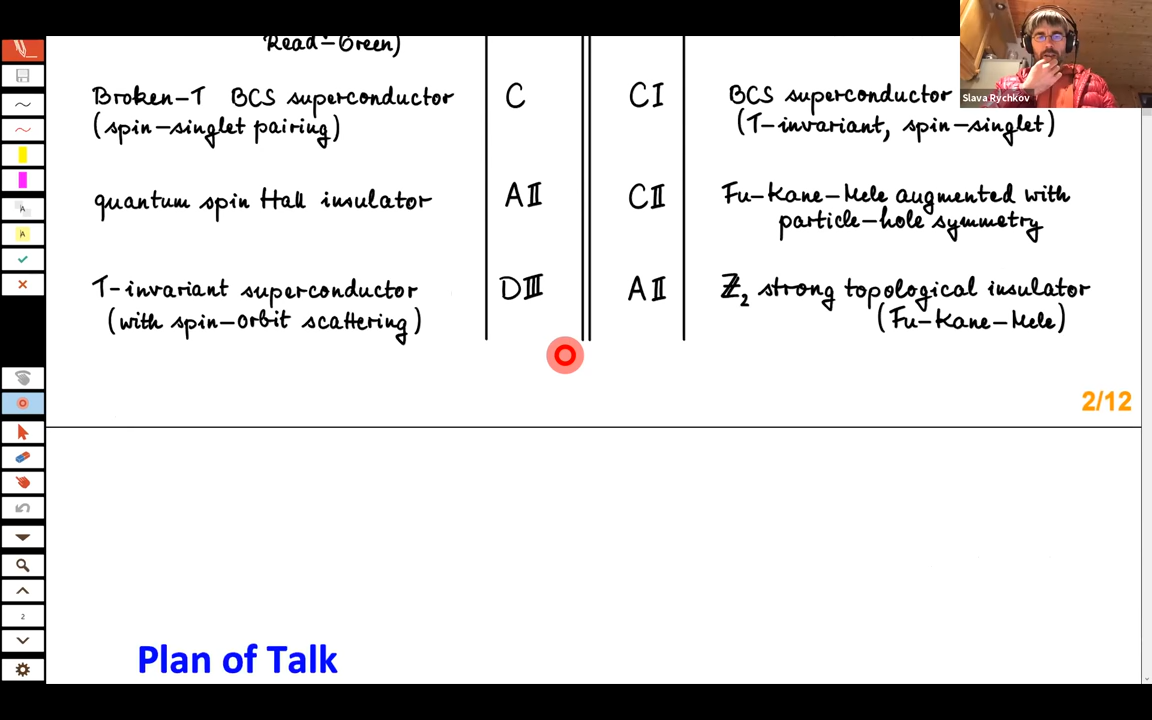 Read–Green)
Broken–T BCS superconductor
(spin–singlet pairing)
C
CI
BCS superconductor
(T–invariant, spin–singlet)
Slava Rychkov
quantum spin Hall insulator
AII
CII
Fu–Kane–Mele augmented with
particle–hole symmetry
T–invariant superconductor
(with spin–orbit scattering)
DIII
AII
ℤ₂ strong topological insulator
(Fu–Kane–Mele)
2/12
A
A
2
Plan of Talk